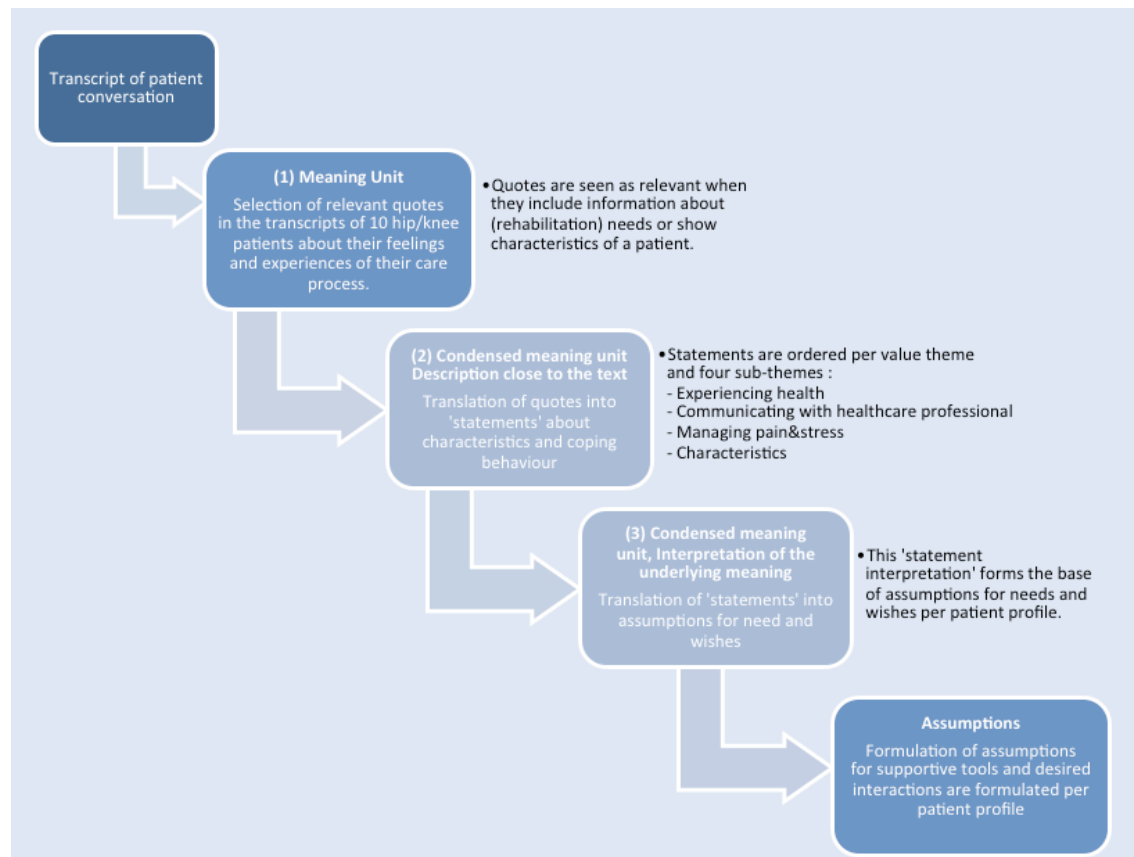 Transcript of patient
conversation
(1) Meaning Unit
Selection of relevant quotes
in the transcripts of 10 hip/knee
patients about their feelings
and experiences of their care
process.
•Quotes are seen as relevant when
they include information about
(rehabilitation) needs or show
characteristics of a patient.
(2) Condensed meaning unit
Description close to the text
Translation of quotes into
'statements' about
characteristics and coping
behaviour
•Statements are ordered per value theme
and four sub-themes :
- Experiencing health
- Communicating with healthcare professional
- Managing pain&stress
- Characteristics
(3) Condensed meaning
unit, Interpretation of the
underlying meaning
Translation of 'statements' into
assumptions for need and
wishes
•This 'statement
interpretation' forms the base
of assumptions for needs and
wishes per patient profile.
Assumptions
Formulation of assumptions
for supportive tools and desired
interactions are formulated per
patient profile